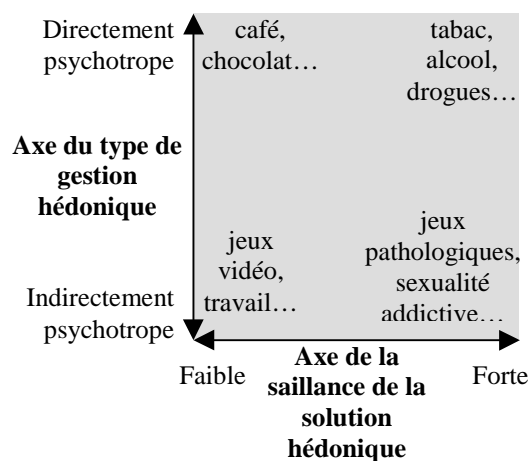 Directement
psychotrope
café,
chocolat…
tabac,
alcool,
drogues…
Axe du type de
gestion
hédonique
jeux
vidéo,
travail…
jeux
pathologiques,
sexualité
addictive…
Indirectement
psychotrope
Faible
Axe de la
saillance de la
solution
hédonique
Forte